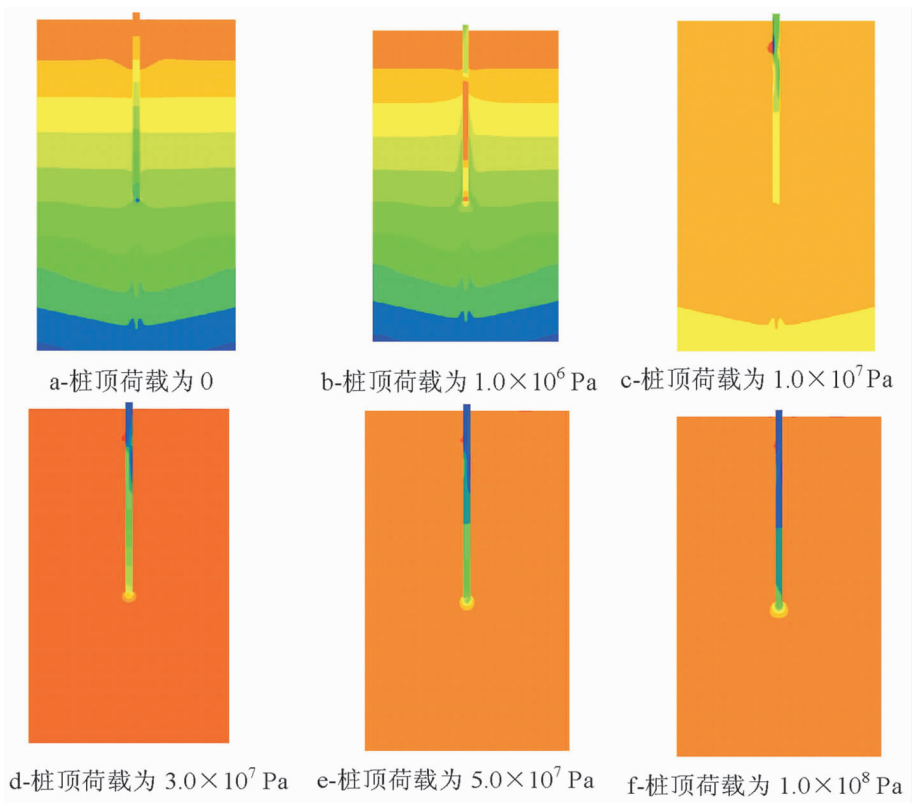 a-桩顶荷载为 0
b-桩顶荷载为 1.0×10⁶ Pa
c-桩顶荷载为 1.0×10⁷ Pa
d-桩顶荷载为 3.0×10⁷ Pa
e-桩顶荷载为 5.0×10⁷ Pa
f-桩顶荷载为 1.0×10⁸ Pa